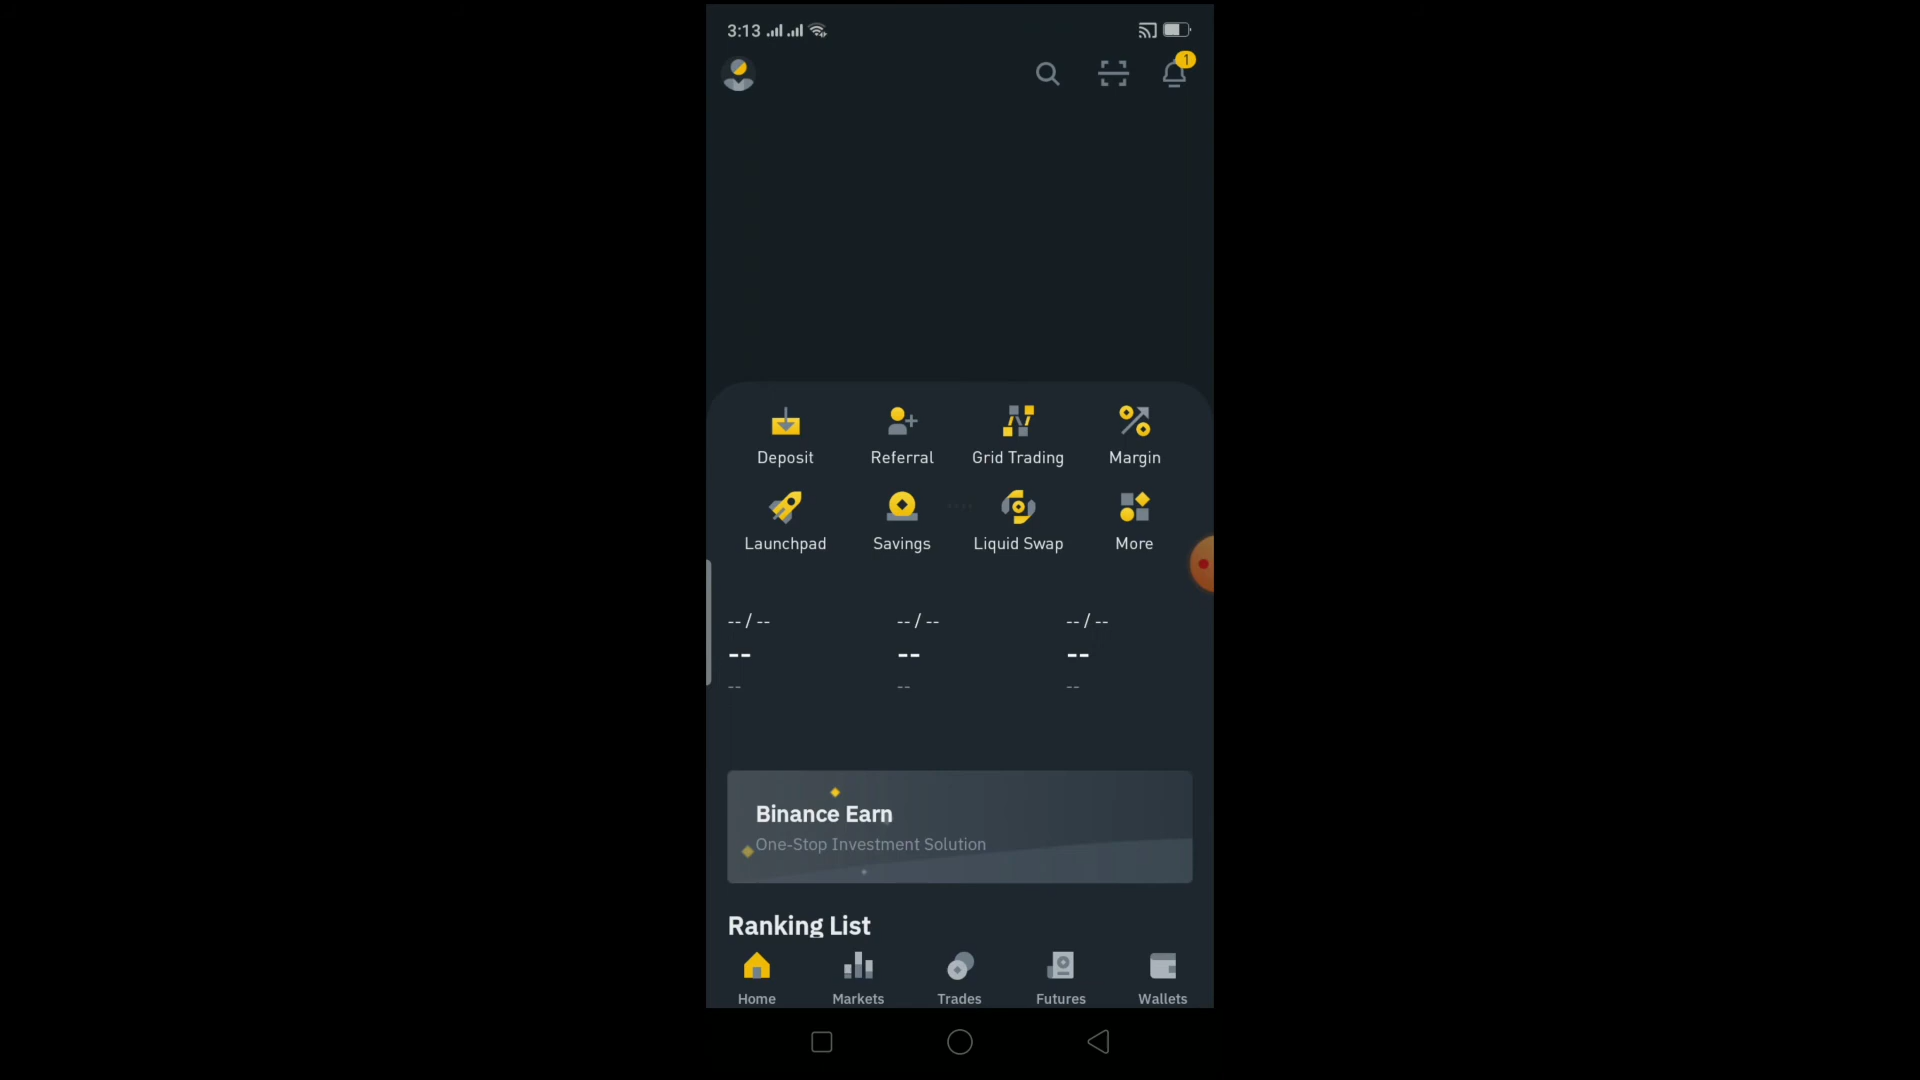 3:13
1
Deposit Referral Grid Trading Margin
Launchpad Savings Liquid Swap More
-- / -- -- / -- -- / --
-- -- --
-- -- --
Binance Earn
One-Stop Investment Solution
Ranking List
Home Markets Trades Futures Wallets